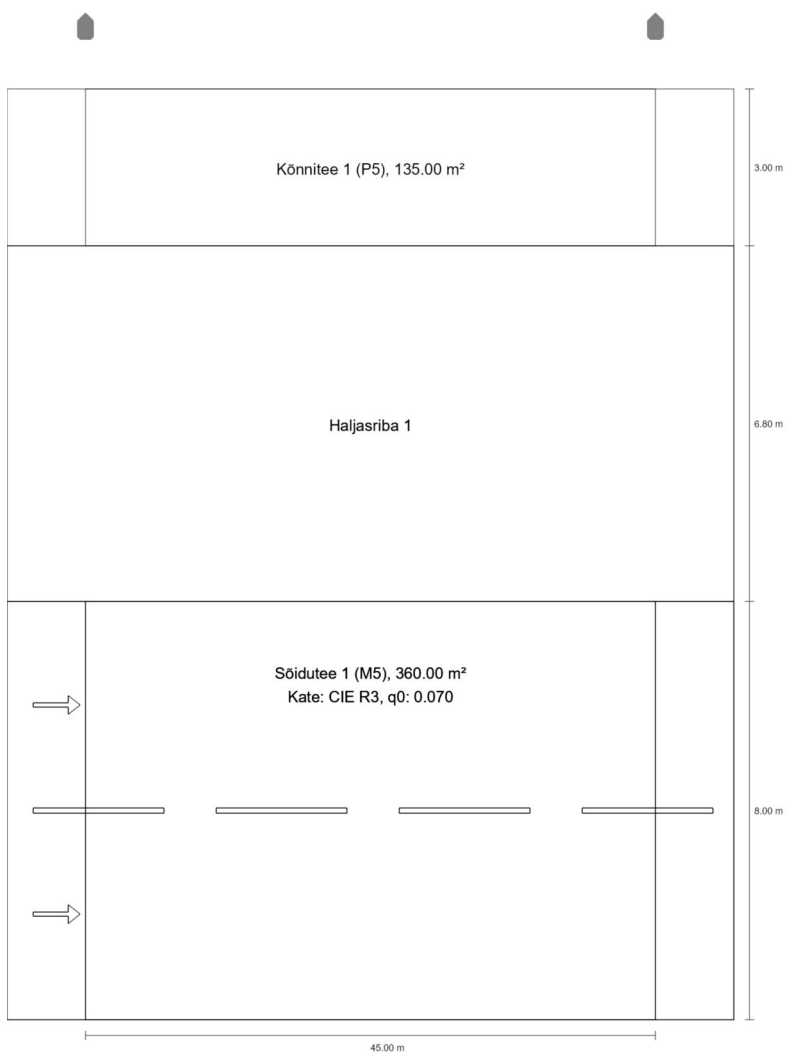 Kõnnitee 1 (P5), 135.00 m²
3.00 m
Haljasriba 1
6.80 m
Sõidutee 1 (M5), 360.00 m²
Kate: CIE R3, q0: 0.070
8.00 m
45.00 m